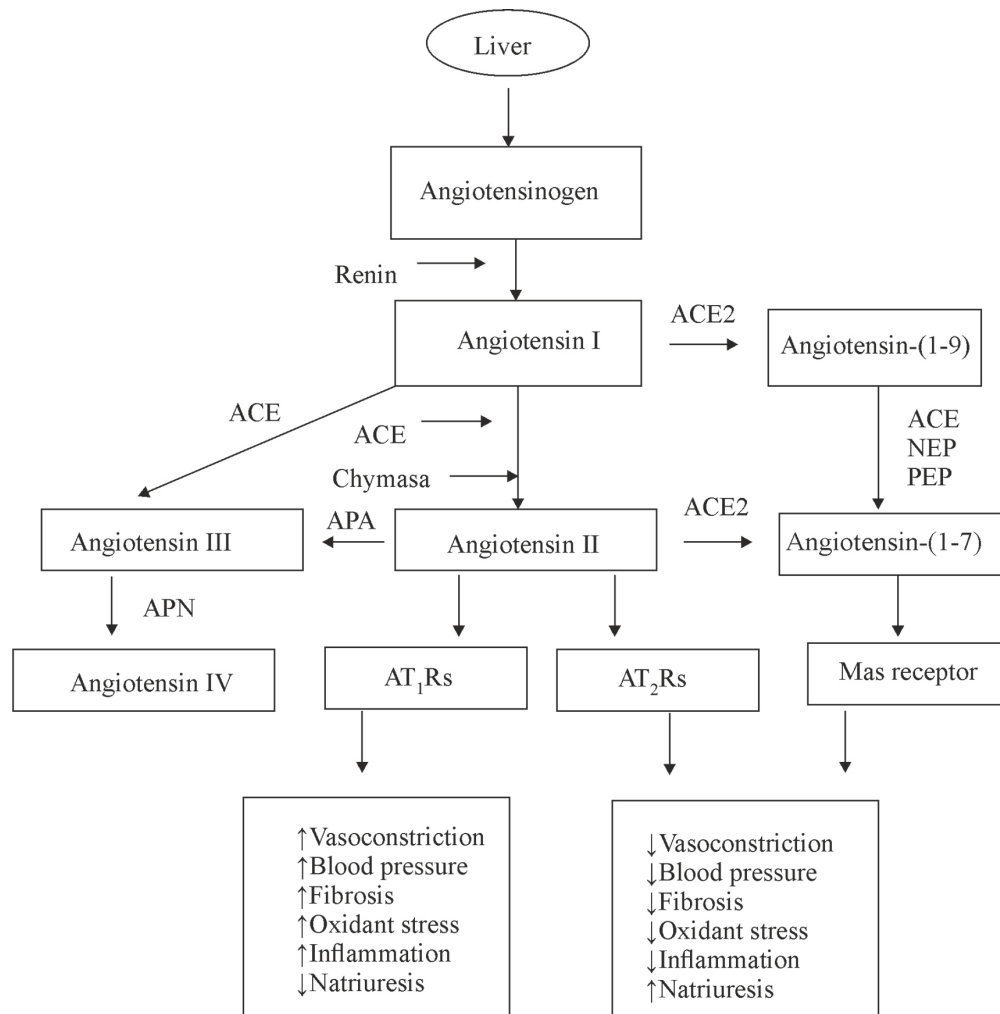 Liver
Angiotensinogen
Renin
Angiotensin I
ACE2
Angiotensin-(1-9)
ACE
ACE
Chymasa
ACE
NEP
PEP
Angiotensin III
APA
Angiotensin II
ACE2
Angiotensin-(1-7)
APN
Angiotensin IV
AT₁Rs
AT₂Rs
Mas receptor
↑Vasoconstriction
↑Blood pressure
↑Fibrosis
↑Oxidant stress
↑Inflammation
↓Natriuresis
↓Vasoconstriction
↓Blood pressure
↓Fibrosis
↓Oxidant stress
↓Inflammation
↑Natriuresis